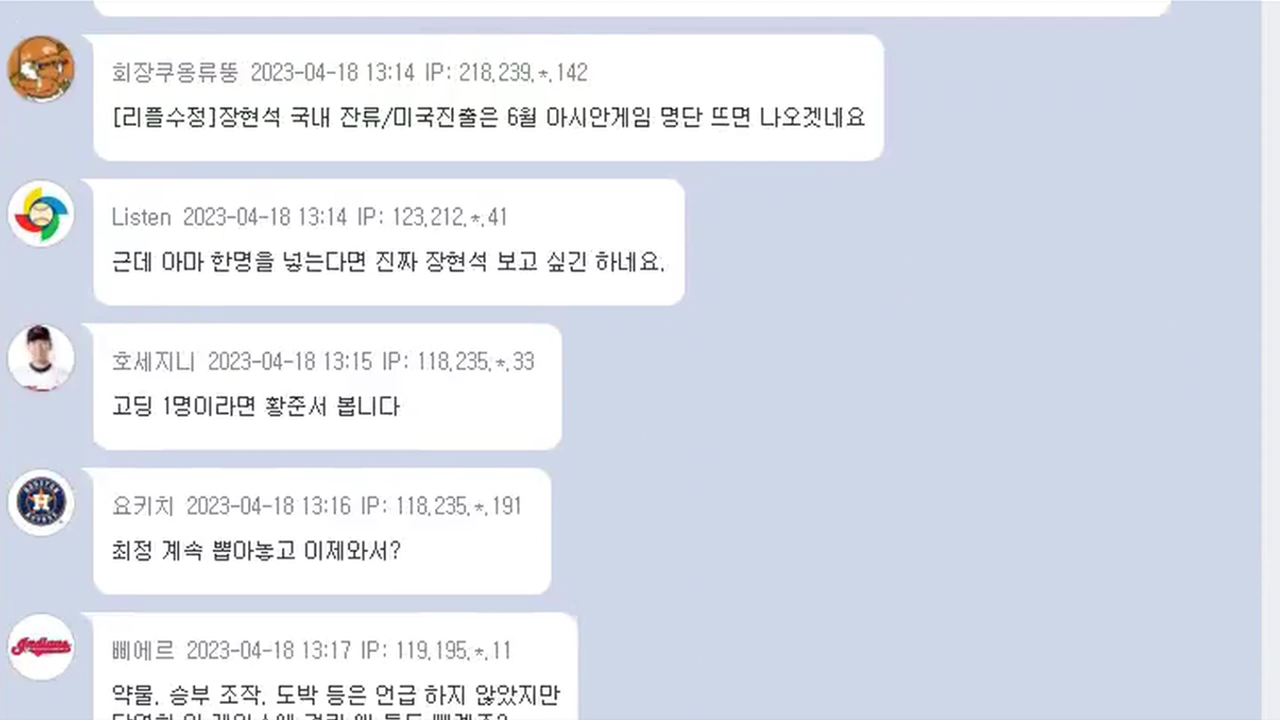 회장쿠옹류뚱 2023-04-18 13:14 IP: 218.239.*.142
[리플수정]장현석 국내 잔류/미국진출은 6월 아시안게임 명단 뜨면 나오겟네요
Listen 2023-04-18 13:14 IP: 123.212.*.41
근데 아마 한명을 넣는다면 진짜 장현석 보고 싶긴 하네요.
호세지니 2023-04-18 13:15 IP: 118.235.*.33
고딩 1명이라면 황준서 봅니다
요키치 2023-04-18 13:16 IP: 118.235.*.191
최정 계속 뽑아놓고 이제와서?
Indians
삐에르 2023-04-18 13:17 IP: 119.195.*.11
약물, 승부 조작, 도박 등은 언급 하지 않았지만